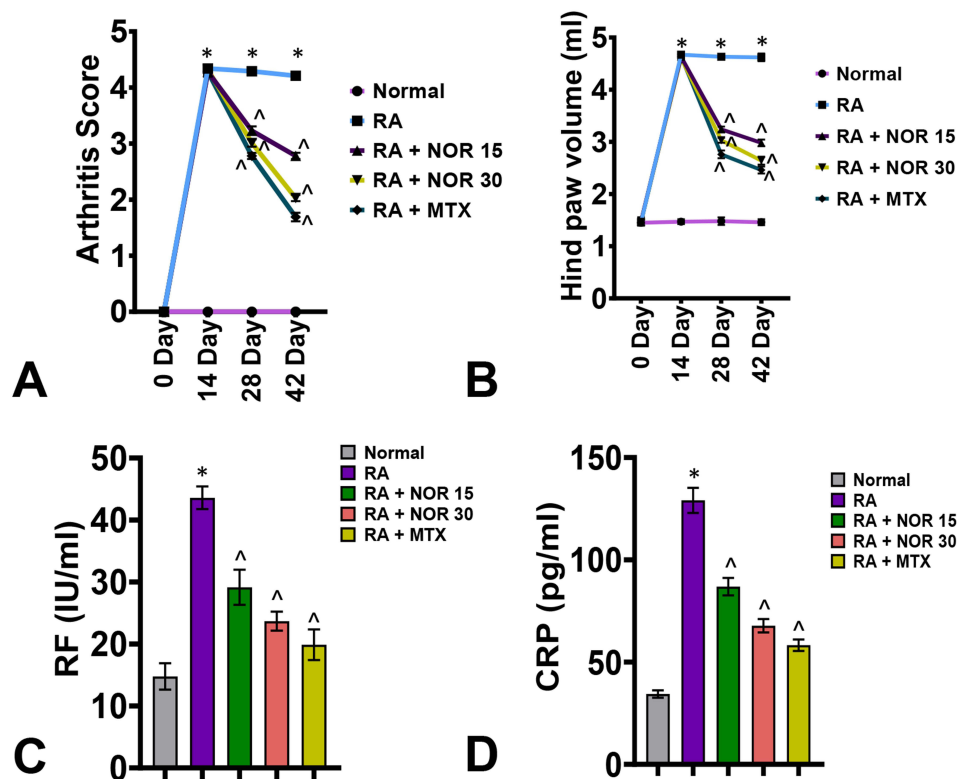 Arthritis Score
5
4
3
2
1
0
* * *
^ ^ ^ ^ ^ ^
0 Day
14 Day
28 Day
42 Day
Normal
RA
RA + NOR 15
RA + NOR 30
RA + MTX
A
Hind paw volume (ml)
5
4
3
2
1
0
* * *
^ ^ ^ ^ ^ ^
0 Day
14 Day
28 Day
42 Day
Normal
RA
RA + NOR 15
RA + NOR 30
RA + MTX
B
RF (IU/ml)
50
40
30
20
10
0
*
^ ^ ^
Normal
RA
RA + NOR 15
RA + NOR 30
RA + MTX
C
CRP (pg/ml)
150
100
50
0
*
^ ^ ^
Normal
RA
RA + NOR 15
RA + NOR 30
RA + MTX
D